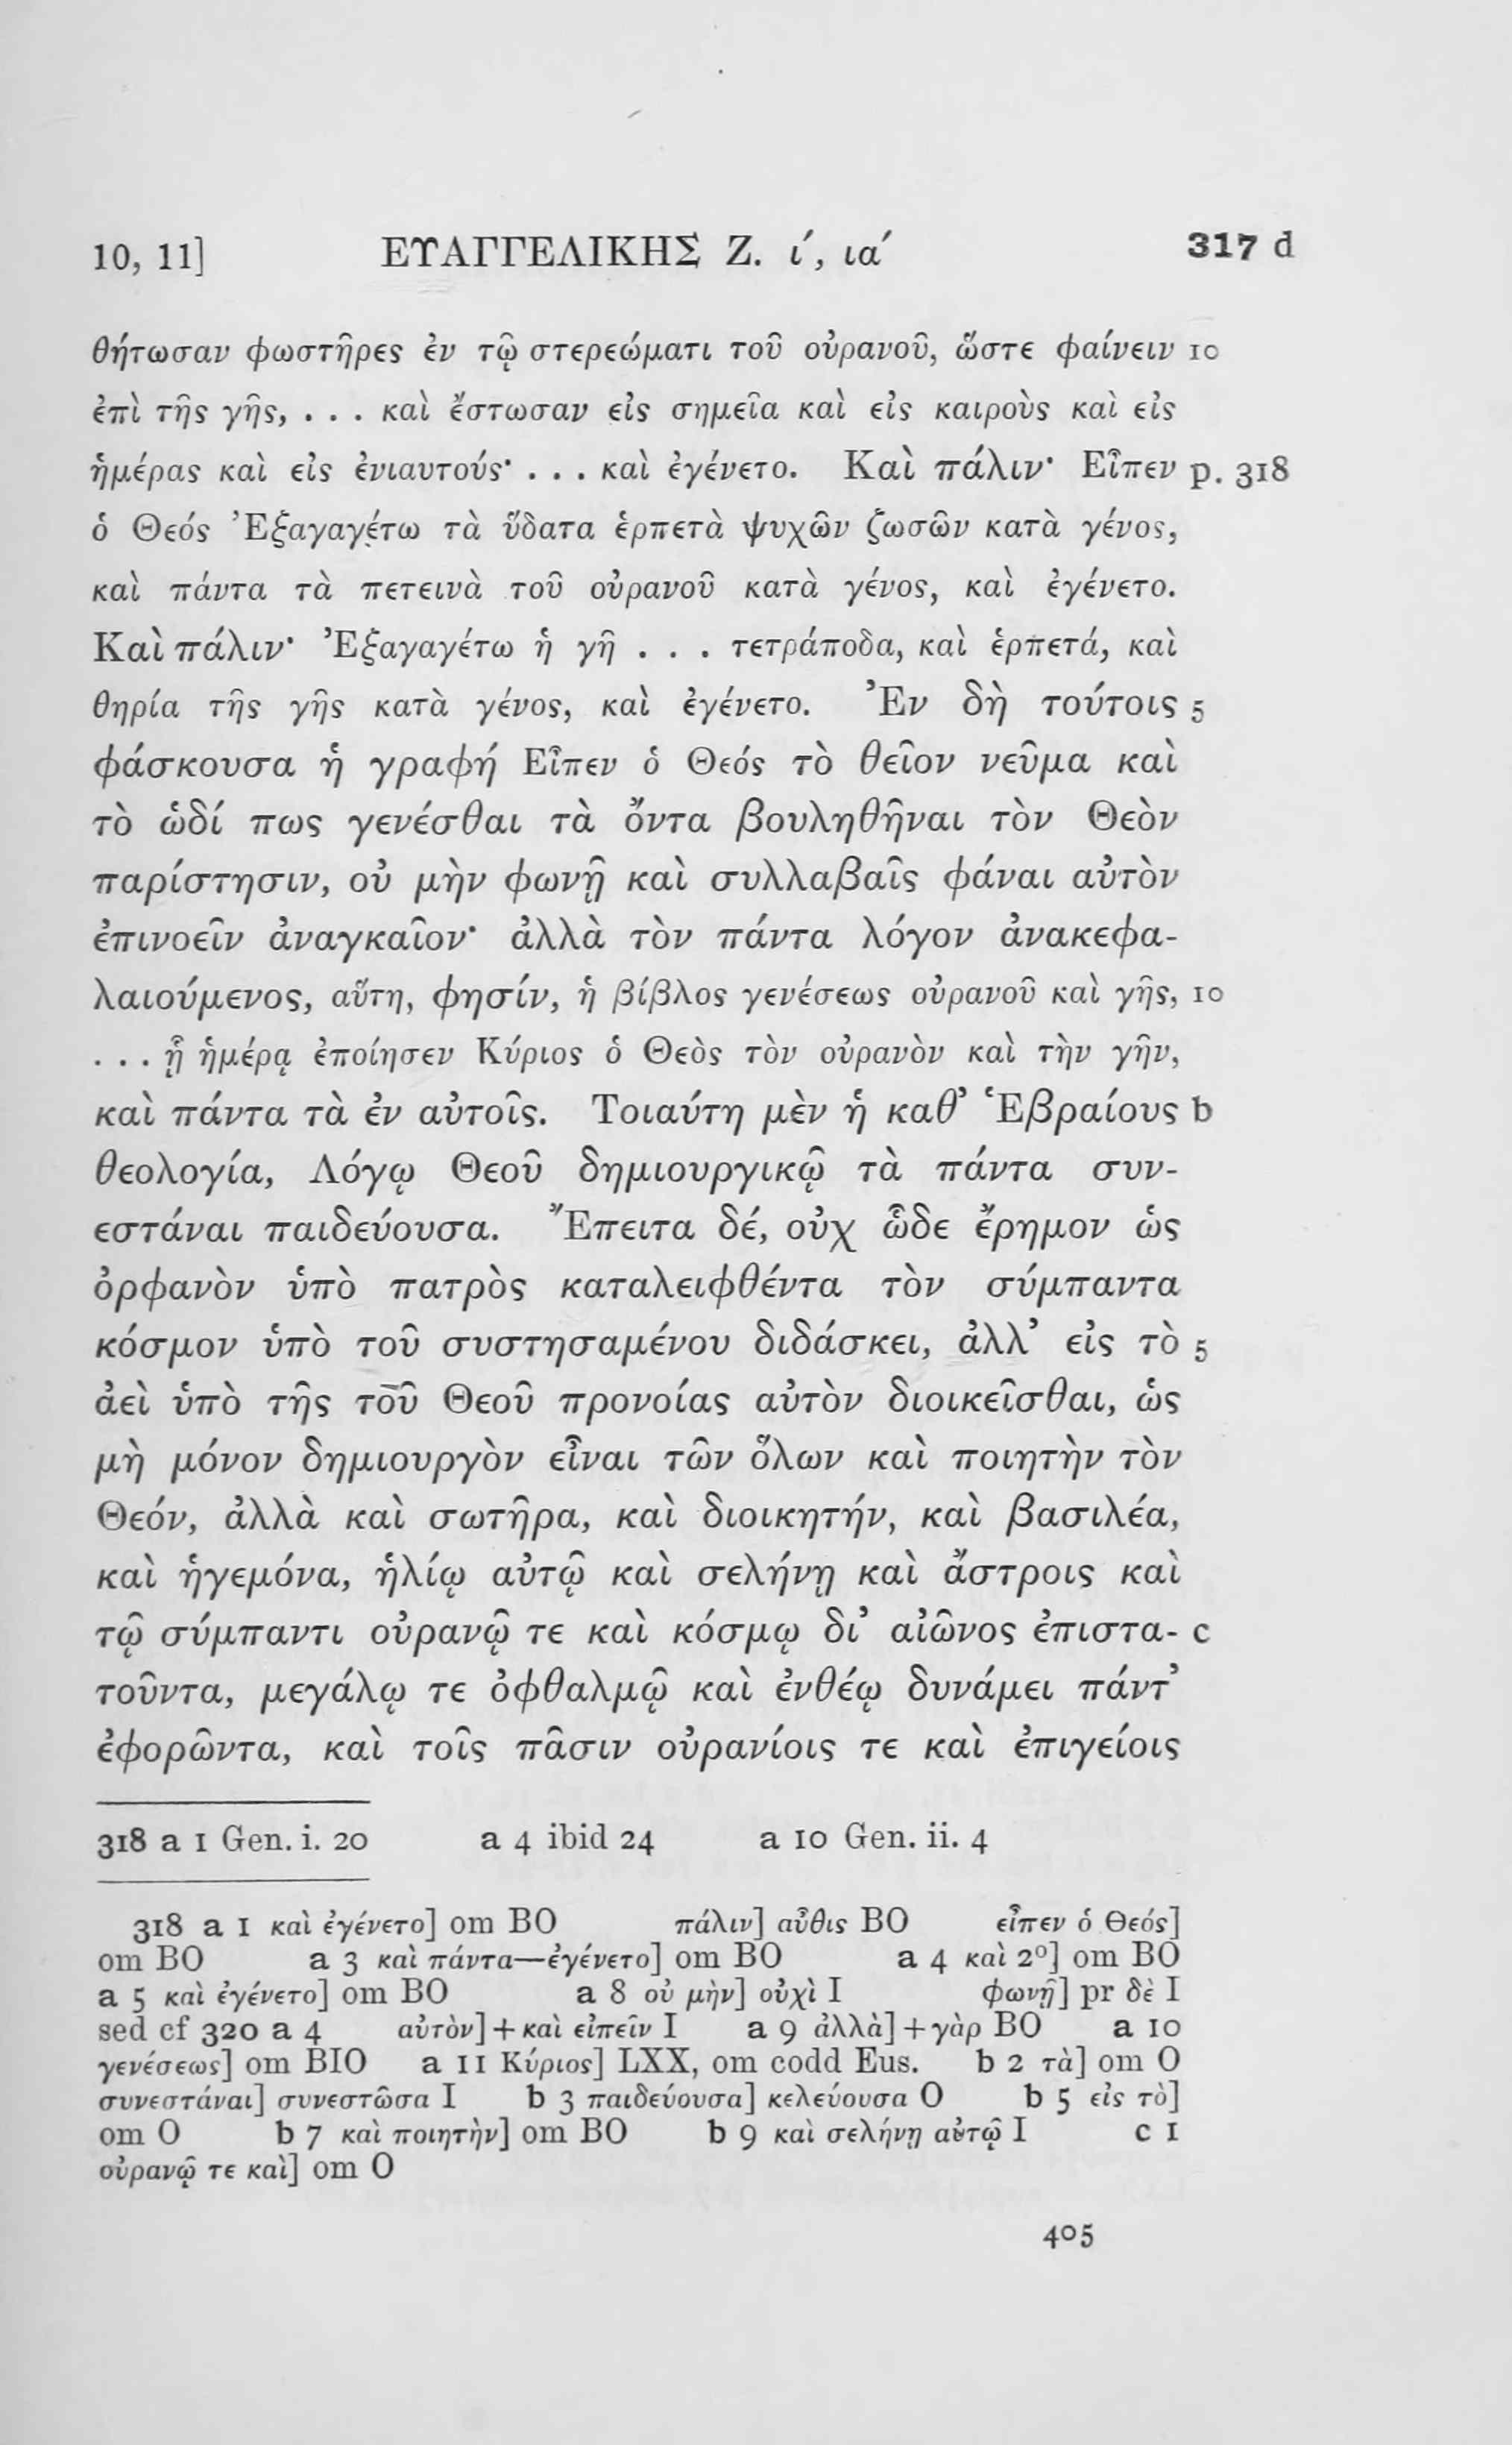 10, 11] ΕΥΑΓΓΕΛΙΚΗΣ Ζ. ί, ια΄ 317 d
θήτωσαν φωστῆρες ἐν τῷ στερεώματι τοῦ οὐρανοῦ, ὥστε φαίνειν 10
ἐπὶ τῆς γῆς, . . . καὶ ἔστωσαν εἰς σημεῖα καὶ εἰς καιροὺς καὶ εἰς
ἡμέρας καὶ εἰς ἐνιαυτούς· . . . καὶ ἐγένετο. Καὶ πάλιν· Εἶπεν p. 318
ὁ Θεός Ἐξαγαγέτω τὰ ὕδατα ἑρπετὰ ψυχῶν ζωσῶν κατὰ γένος,
καὶ πάντα τὰ πετεινὰ τοῦ οὐρανοῦ κατὰ γένος, καὶ ἐγένετο.
Καὶ πάλιν· Ἐξαγαγέτω ἡ γῆ . . . τετράποδα, καὶ ἑρπετά, καὶ
θηρία τῆς γῆς κατὰ γένος, καὶ ἐγένετο. Ἐν δὴ τούτοις 5
φάσκουσα ἡ γραφή Εἶπεν ὁ Θεός τὸ θεῖον νεῦμα καὶ
τὸ ὡδί πως γενέσθαι τὰ ὄντα βουληθῆναι τὸν Θεὸν
παρίστησιν, οὐ μὴν φωνῇ καὶ συλλαβαῖς φάναι αὐτὸν
ἐπινοεῖν ἀναγκαῖον· ἀλλὰ τὸν πάντα λόγον ἀνακεφα-
λαιούμενος, αὕτη, φησίν, ἡ βίβλος γενέσεως οὐρανοῦ καὶ γῆς, 10
. . . ᾗ ἡμέρᾳ ἐποίησεν Κύριος ὁ Θεὸς τὸν οὐρανὸν καὶ τὴν γῆν,
καὶ πάντα τὰ ἐν αὐτοῖς. Τοιαύτη μὲν ἡ καθ’ Ἑβραίους b
θεολογία, Λόγῳ Θεοῦ δημιουργικῷ τὰ πάντα συν-
εστάναι παιδεύουσα. Ἔπειτα δέ, οὐχ ὧδε ἔρημον ὡς
ὀρφανὸν ὑπὸ πατρὸς καταλειφθέντα τὸν σύμπαντα
κόσμον ὑπὸ τοῦ συστησαμένου διδάσκει, ἀλλ’ εἰς τὸ 5
ἀεὶ ὑπὸ τῆς τοῦ Θεοῦ προνοίας αὐτὸν διοικεῖσθαι, ὡς
μὴ μόνον δημιουργὸν εἶναι τῶν ὅλων καὶ ποιητὴν τὸν
Θεόν, ἀλλὰ καὶ σωτῆρα, καὶ διοικητήν, καὶ βασιλέα,
καὶ ἡγεμόνα, ἡλίῳ αὐτῷ καὶ σελήνῃ καὶ ἄστροις καὶ
τῷ σύμπαντι οὐρανῷ τε καὶ κόσμῳ δι’ αἰῶνος ἐπιστα- c
τοῦντα, μεγάλῳ τε ὀφθαλμῷ καὶ ἐνθέῳ δυνάμει πάντ’
ἐφορῶντα, καὶ τοῖς πᾶσιν οὐρανίοις τε καὶ ἐπιγείοις
318 a 1 Gen. i. 20 a 4 ibid 24 a 10 Gen. ii. 4
318 a 1 καὶ ἐγένετο] om BO πάλιν] αὖθις BO εἶπεν ὁ Θεός]
om BO a 3 καὶ πάντα—ἐγένετο] om BO a 4 καὶ 2⁰] om BO
a 5 καὶ ἐγένετο] om BO a 8 οὐ μὴν] οὐχὶ I φωνῇ] pr δὲ I
sed cf 320 a 4 αὐτὸν]+καὶ εἰπεῖν I a 9 ἀλλὰ]+γὰρ BO a 10
γενέσεως] om BIO a 11 Κύριος] LXX, om codd Eus. b 2 τὰ] om O
συνεστάναι] συνεστῶσα I b 3 παιδεύουσα] κελεύουσα O b 5 εἰς τὸ]
om O b 7 καὶ ποιητὴν] om BO b 9 καὶ σελήνῃ αὐτῷ I c 1
οὐρανῷ τε καὶ] om O
405